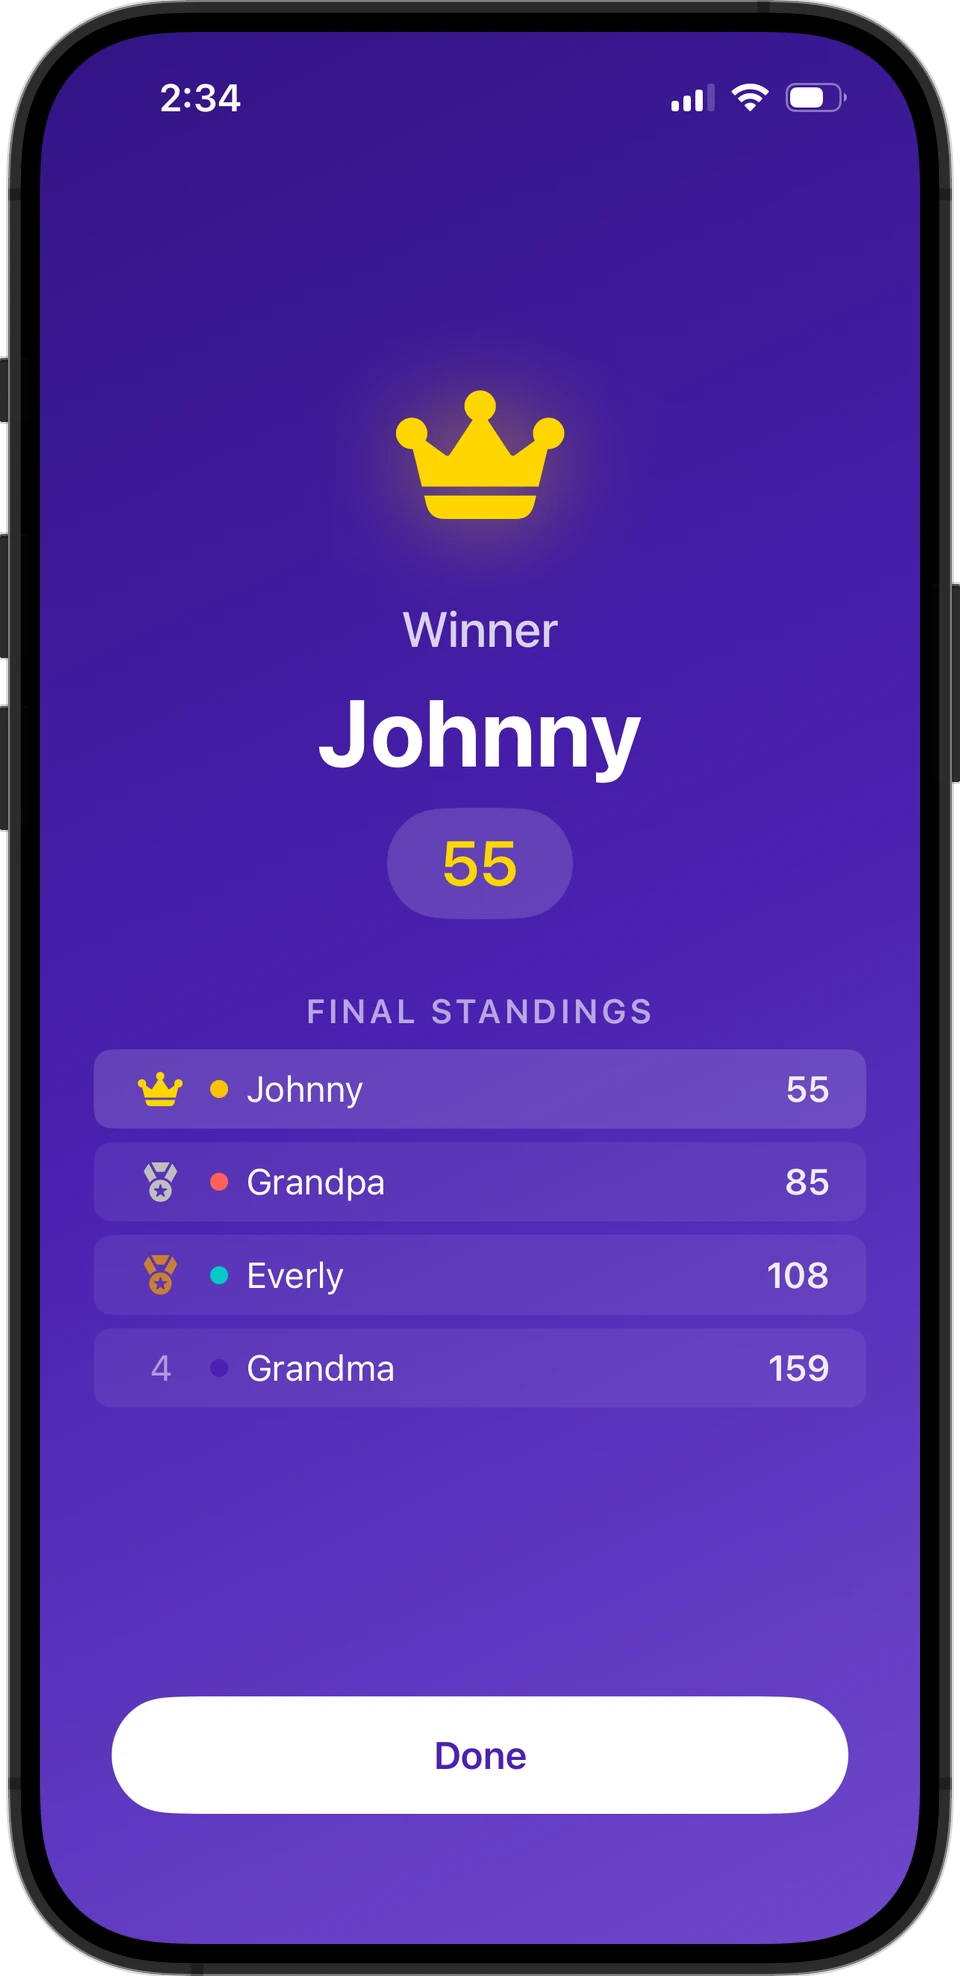 2:34
Winner
Johnny
55
FINAL STANDINGS
Johnny 55
Grandpa 85
Everly 108
4 Grandma 159
Done